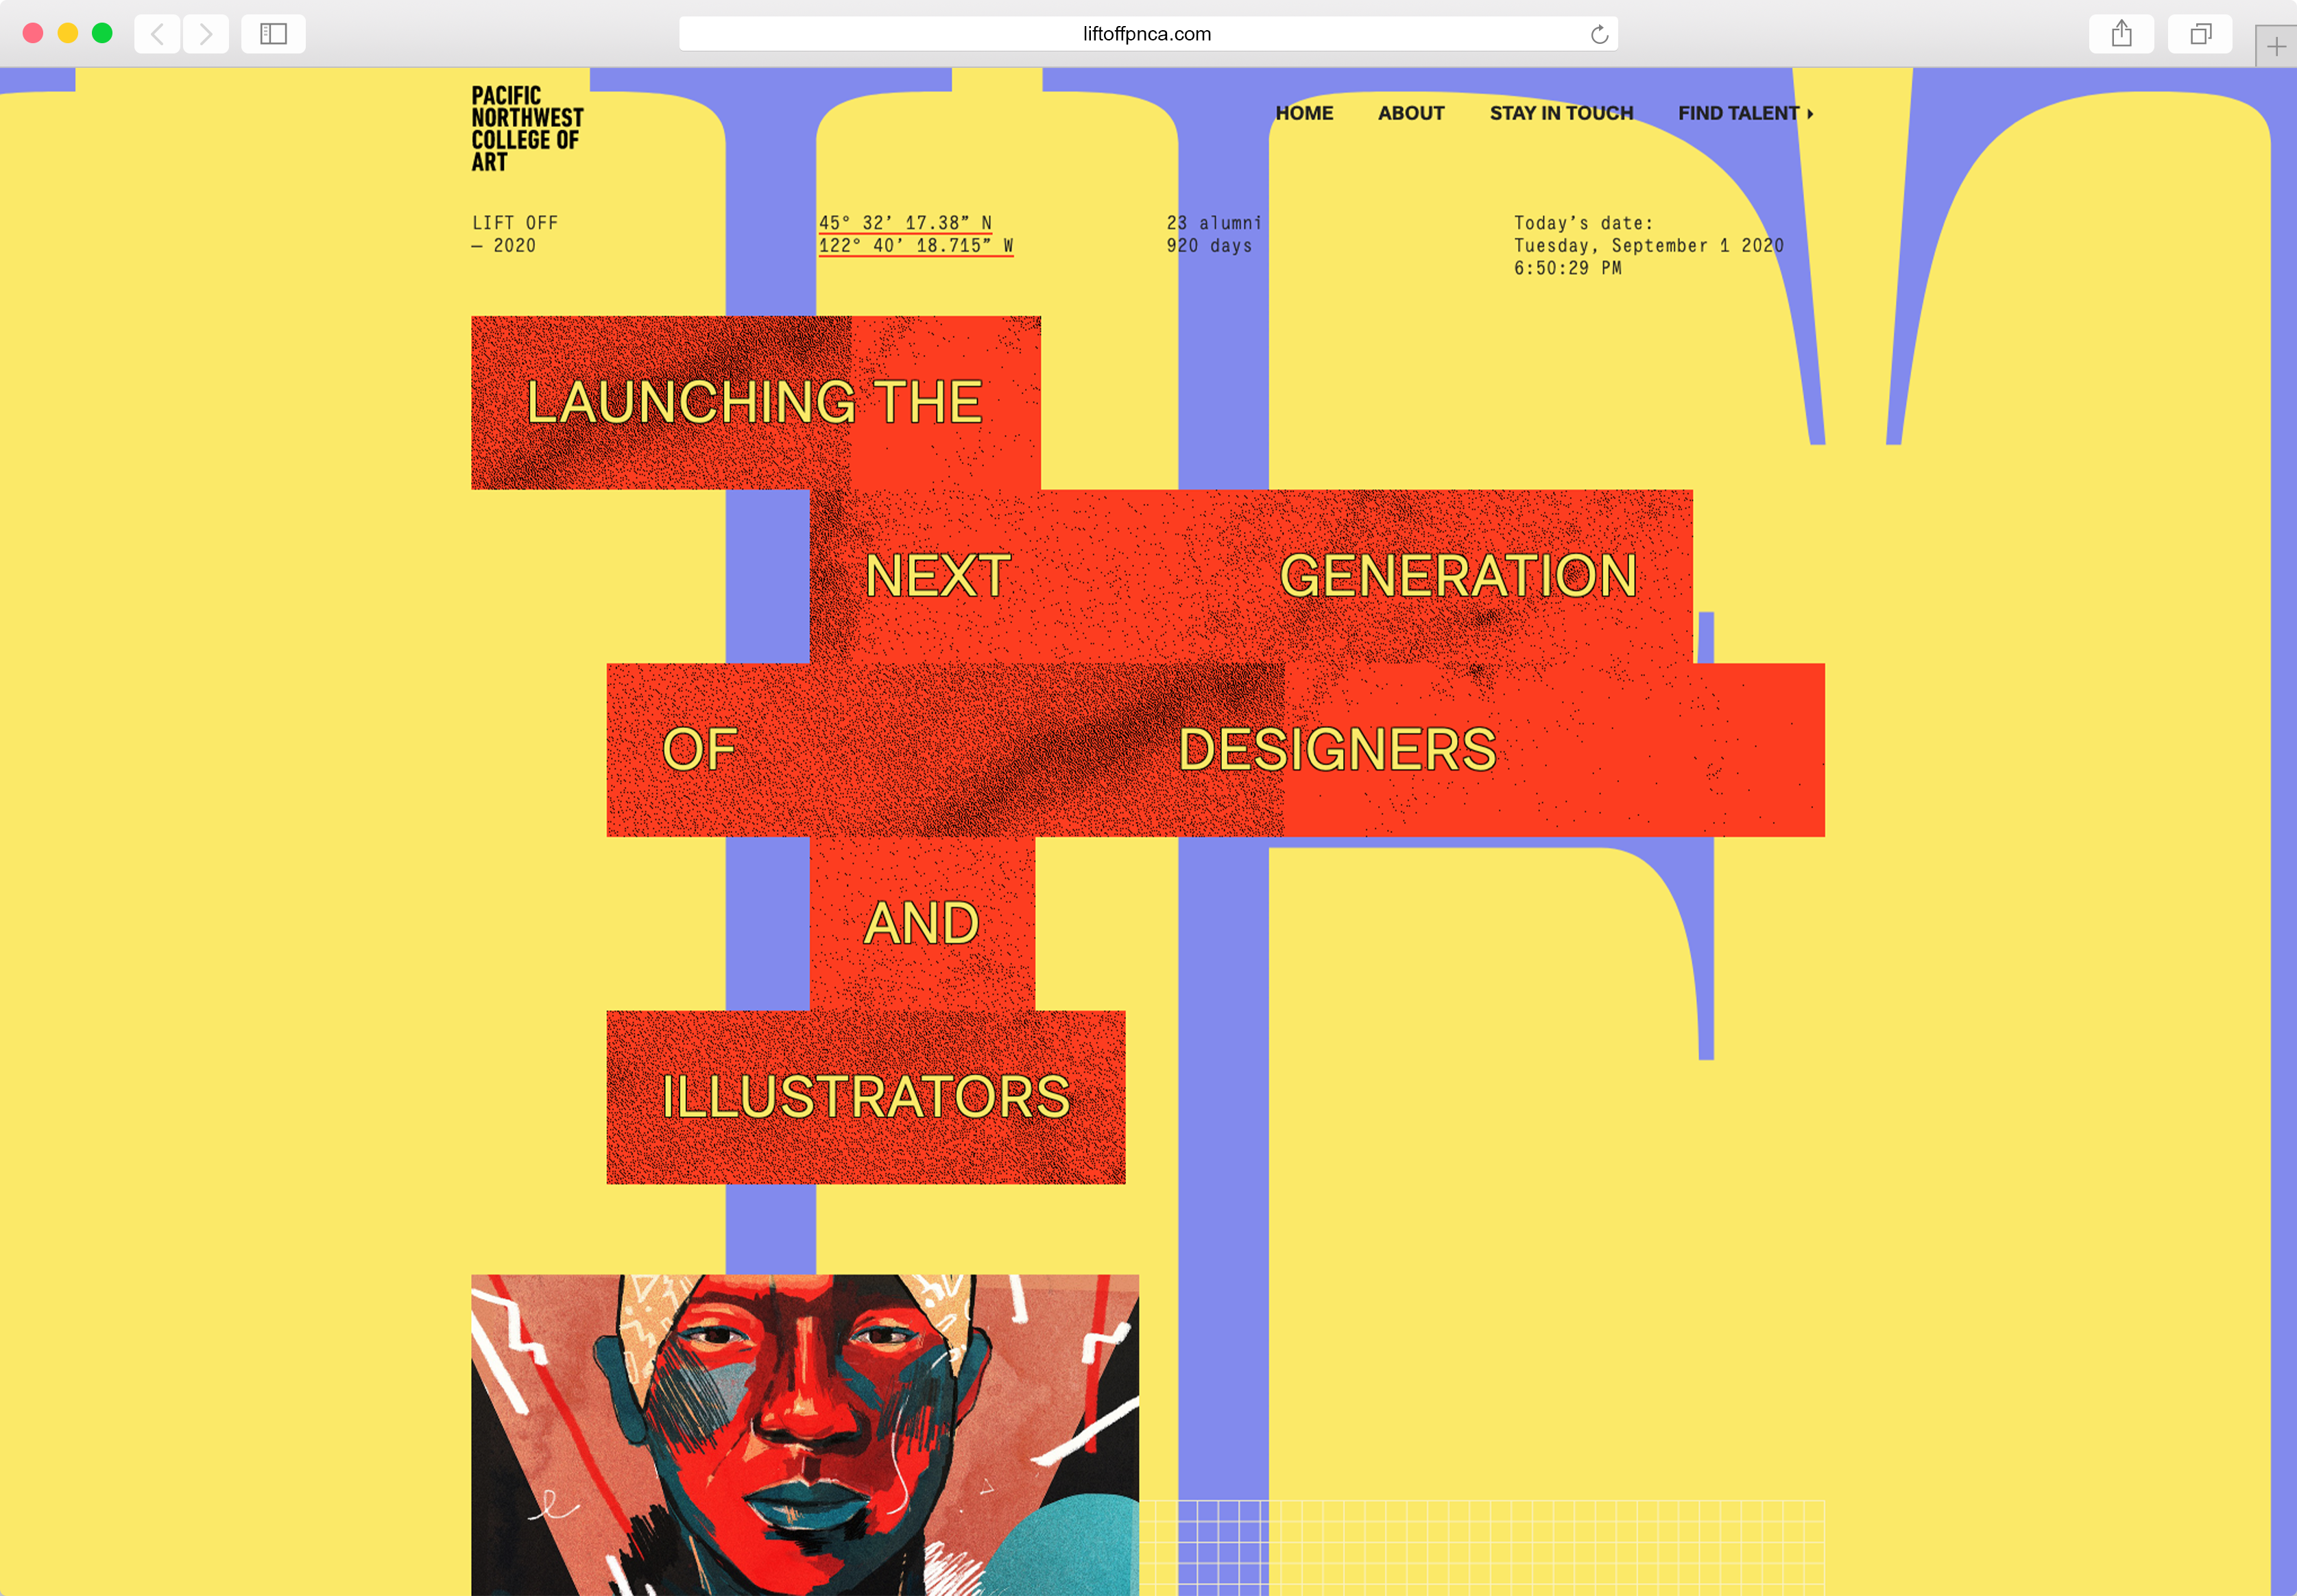 liftoffpnca.com
PACIFIC
NORTHWEST
COLLEGE OF
ART
HOME ABOUT STAY IN TOUCH FIND TALENT
LIFT OFF
— 2020
45° 32’ 17.38” N
122° 40’ 18.715” W
23 alumni
920 days
Today’s date:
Tuesday, September 1 2020
6:50:29 PM
LAUNCHING THE
NEXT GENERATION
OF DESIGNERS
AND
ILLUSTRATORS